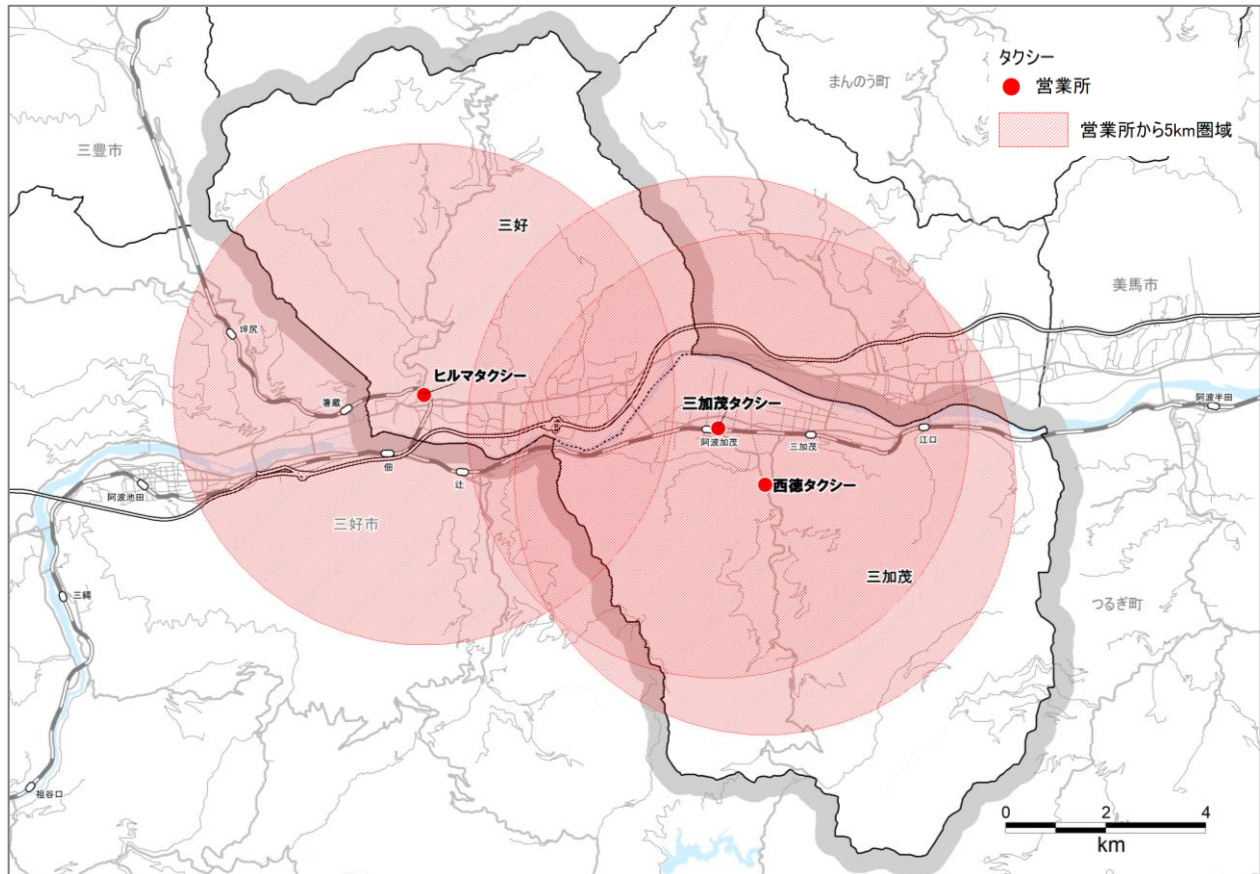 タクシー
営業所
営業所から5km圏域
まんのう町
三豊市
三好
美馬市
坪尻
ヒルマタクシー
箸蔵
三加茂タクシー
阿波半田
阿波加茂
三加茂
江口
佃
辻
阿波池田
西徳タクシー
三好市
三加茂
三縄
つるぎ町
祖谷口
0 2 4
km